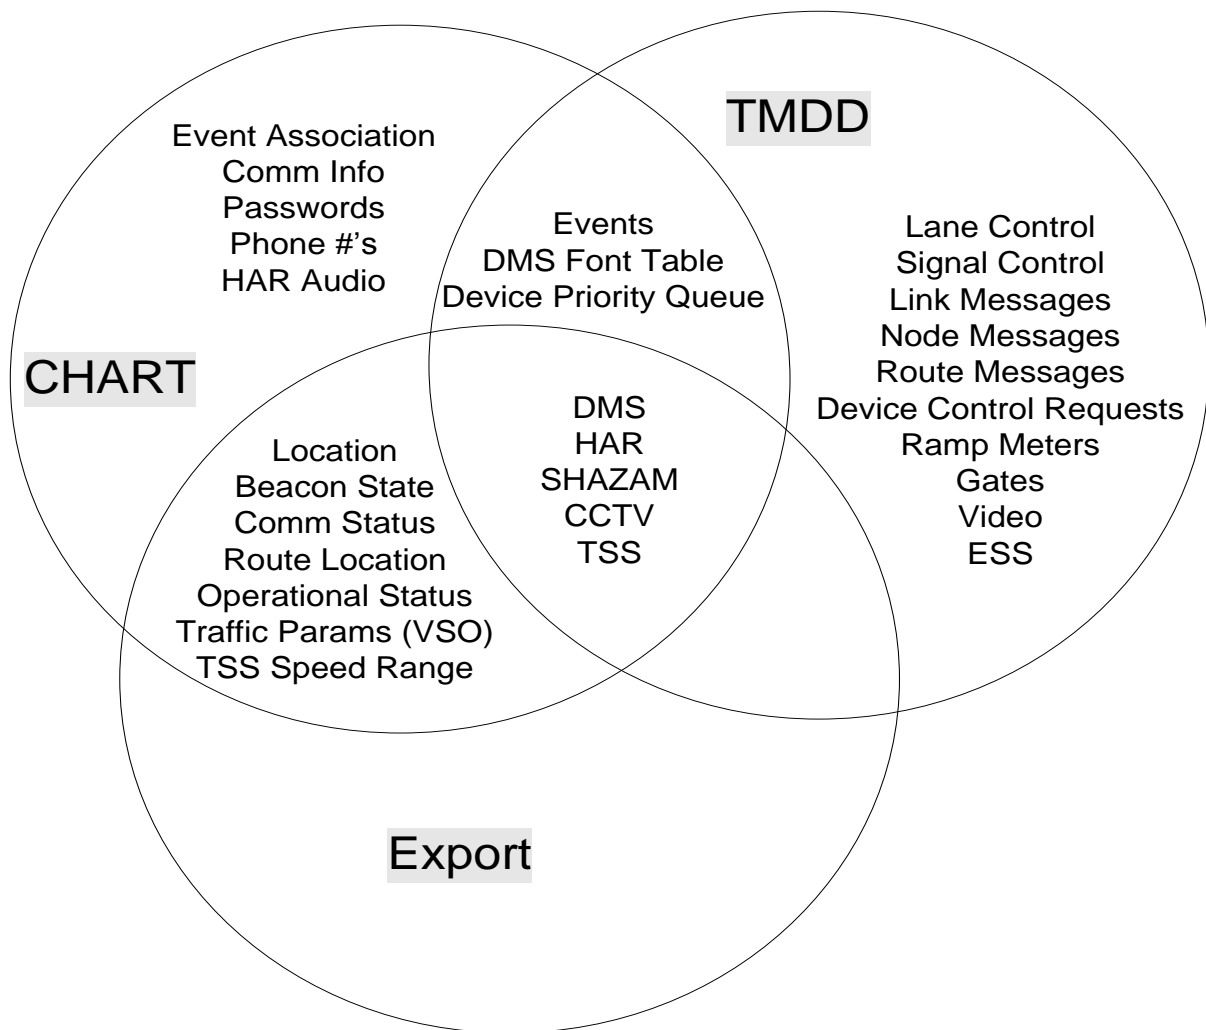 TMDD
Event Association
Comm Info
Passwords
Phone #’s
HAR Audio
Events
DMS Font Table
Device Priority Queue
Lane Control
Signal Control
Link Messages
Node Messages
Route Messages
Device Control Requests
Ramp Meters
Gates
Video
ESS
CHART
DMS
HAR
SHAZAM
CCTV
TSS
Location
Beacon State
Comm Status
Route Location
Operational Status
Traffic Params (VSO)
TSS Speed Range
Export